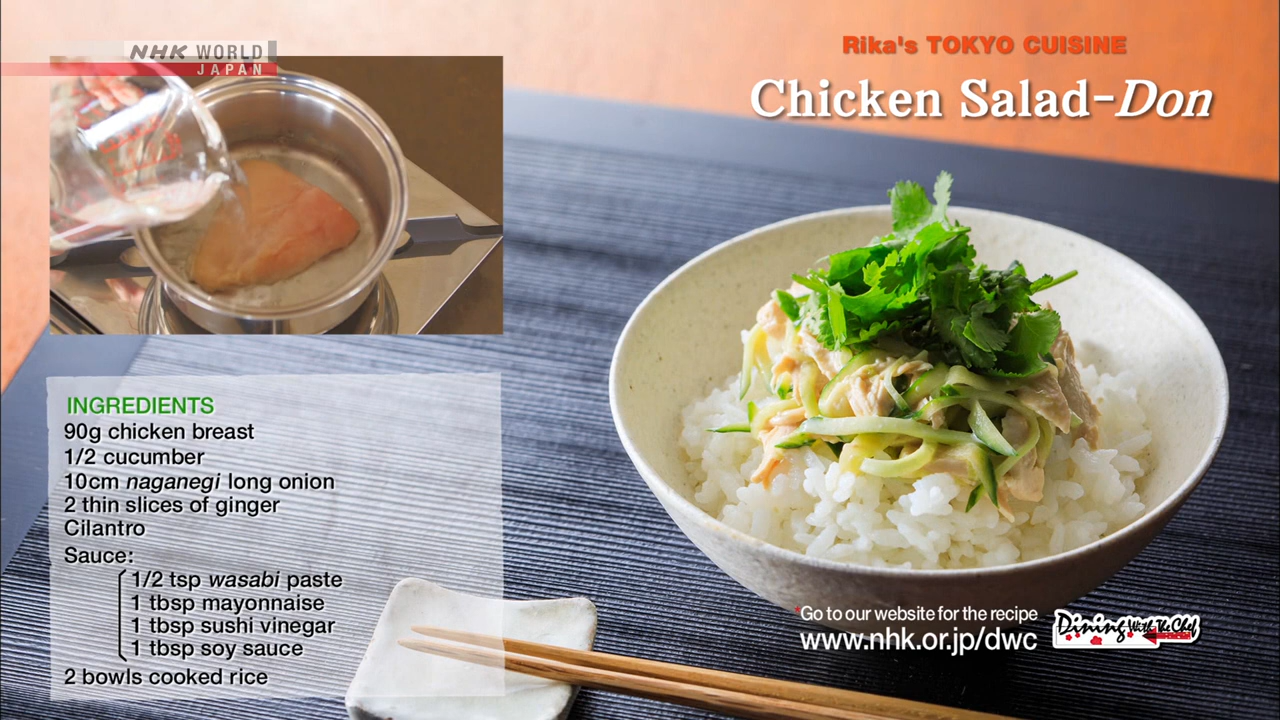 NHK WORLD
JAPAN
Rika's TOKYO CUISINE
Chicken Salad-Don
INGREDIENTS
90g chicken breast
1/2 cucumber
10cm naganegi long onion
2 thin slices of ginger
Cilantro
Sauce:
1/2 tsp wasabi paste
1 tbsp mayonnaise
1 tbsp sushi vinegar
1 tbsp soy sauce
2 bowls cooked rice
*Go to our website for the recipe
www.nhk.or.jp/dwc
Dining With The Chef